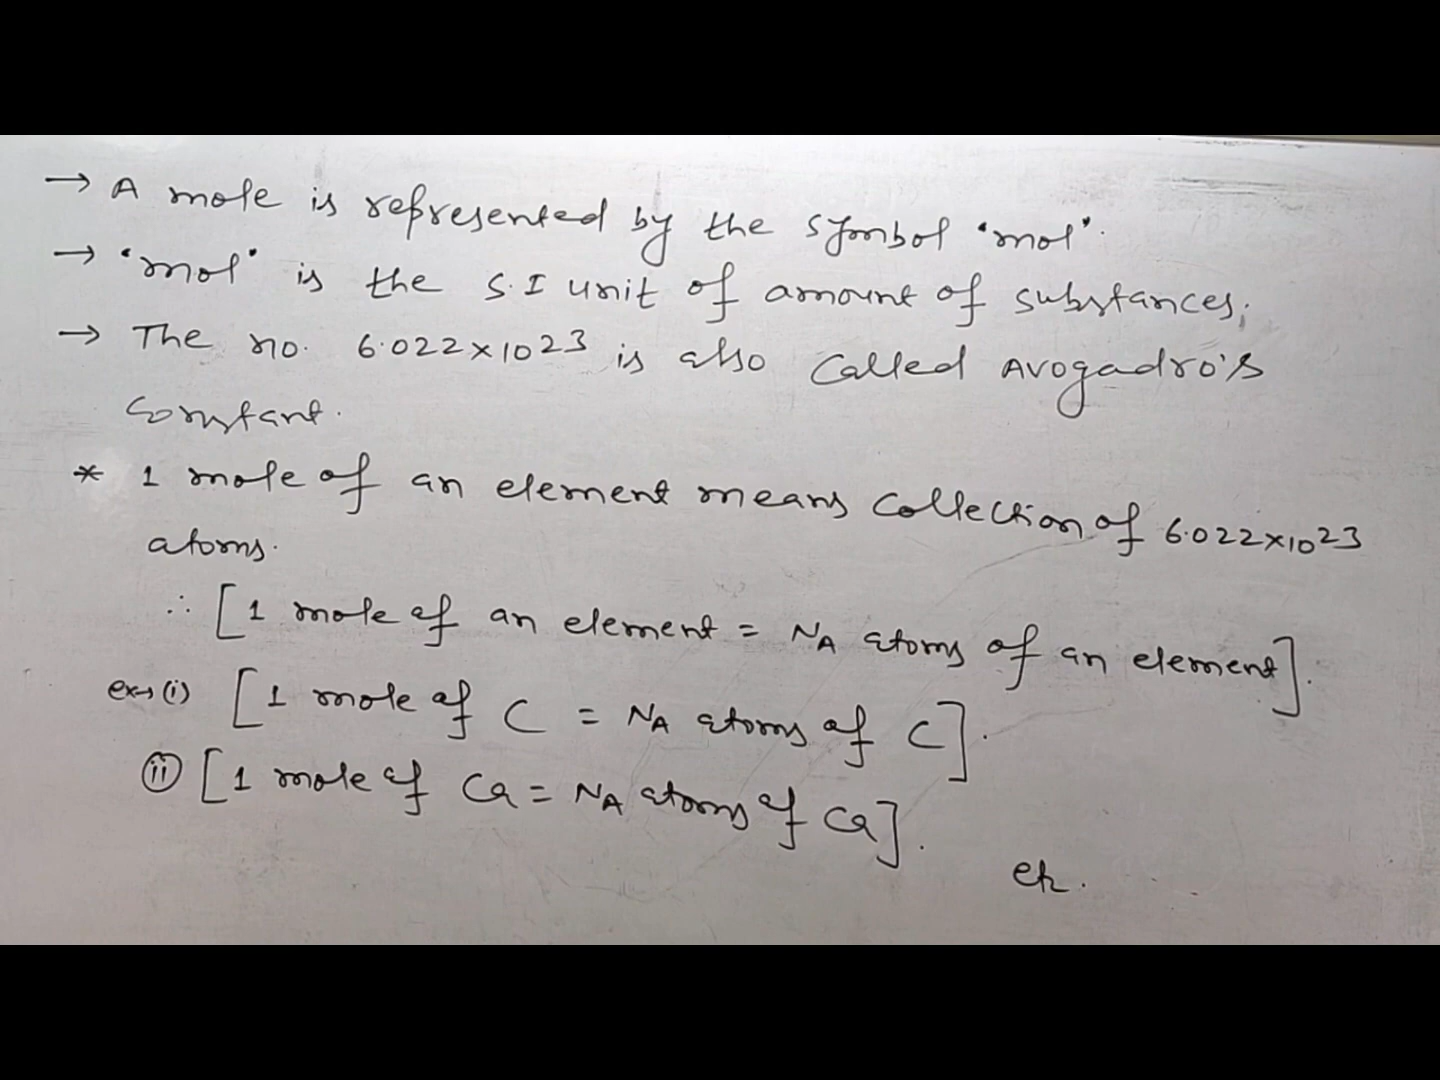 → A mole is represented by the symbol 'mol'.
→ 'mol' is the S.I unit of amount of substances.
→ The no. 6.022×10²³ is also called Avogadro's
constant.
* 1 mole of an element means collection of 6.022×10²³
atoms.
∴ [1 mole of an element = NA atoms of an element].
ex→ (i) [1 mole of C = NA atoms of C].
(ii) [1 mole of Ca = NA atoms of Ca].
etc.